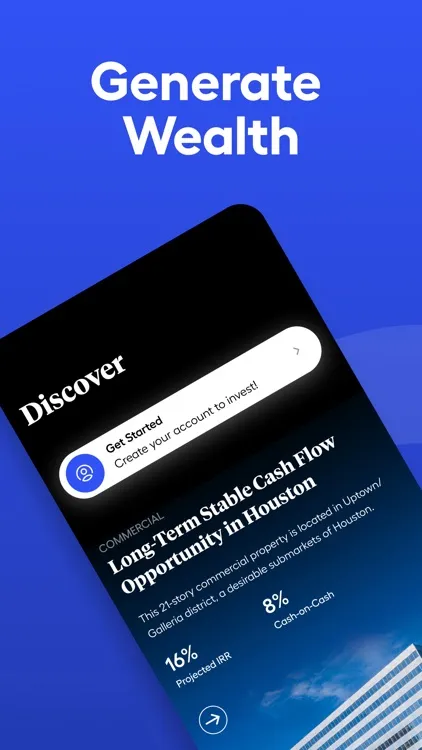 Generate
Wealth
Discover
Get Started
Create your account to invest!
COMMERCIAL
Long-Term Stable Cash Flow
Opportunity in Houston
This 21-story commercial property is located in Uptown/
Galleria district, a desirable submarkets of Houston.
16%
Projected IRR
8%
Cash-on-Cash